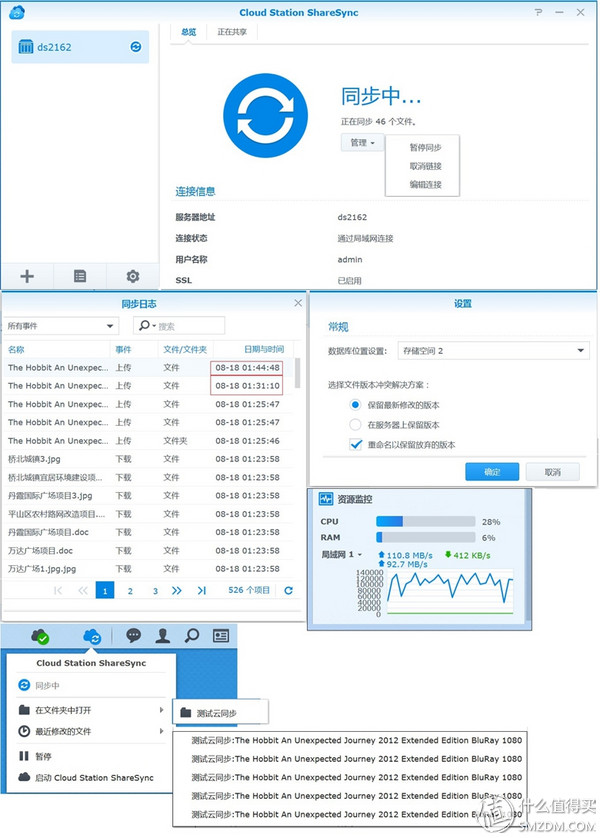 Cloud Station ShareSync
ds2162
总览 正在共享
同步中...
正在同步 46 个文件。
管理
暂停同步
取消链接
编辑连接
连接信息
服务器地址 ds2162
连接状态 通过局域网连接
用户名称 admin
SSL 已启用
同步日志
所有事件 搜索
名称 事件 文件/文件夹 日期与时间
The Hobbit An Unexpec... 上传 文件 08-18 01:44:48
The Hobbit An Unexpec... 上传 文件 08-18 01:31:10
The Hobbit An Unexpec... 上传 文件 08-18 01:25:47
The Hobbit An Unexpec... 上传 文件 08-18 01:25:47
The Hobbit An Unexpec... 上传 文件夹 08-18 01:25:46
桥北城镇3.jpg 下载 文件 08-18 01:23:58
桥北城镇宜居环境建设项... 下载 文件 08-18 01:23:58
丹霞国际广场项目3.jpg 下载 文件 08-18 01:23:58
平山区农村路网改造项目... 下载 文件 08-18 01:23:58
丹霞国际广场项目.doc 下载 文件 08-18 01:23:58
万达广场项目.doc 下载 文件 08-18 01:23:58
万达广场1.jpg.jpg 下载 文件 08-18 01:23:58
1 2 3 526 个项目
设置
常规
数据库位置设置: 存储空间 2
选择文件版本冲突解决方案:
保留最新修改的版本
在服务器上保留版本
重命名以保留放弃的版本
确定 取消
资源监控
CPU 28%
RAM 6%
局域网 1 110.8 MB/s 412 KB/s
92.7 MB/s
140000
120000
100000
80000
60000
40000
20000
0
Cloud Station ShareSync
同步中
在文件夹中打开
测试云同步
最近修改的文件
暂停
启动 Cloud Station ShareSync
测试云同步:The Hobbit An Unexpected Journey 2012 Extended Edition BluRay 1080
测试云同步:The Hobbit An Unexpected Journey 2012 Extended Edition BluRay 1080
测试云同步:The Hobbit An Unexpected Journey 2012 Extended Edition BluRay 1080
测试云同步:The Hobbit An Unexpected Journey 2012 Extended Edition BluRay 1080
测试云同步:The Hobbit An Unexpected Journey 2012 Extended Edition BluRay 1080
值 什么值得买
SMZDM.COM